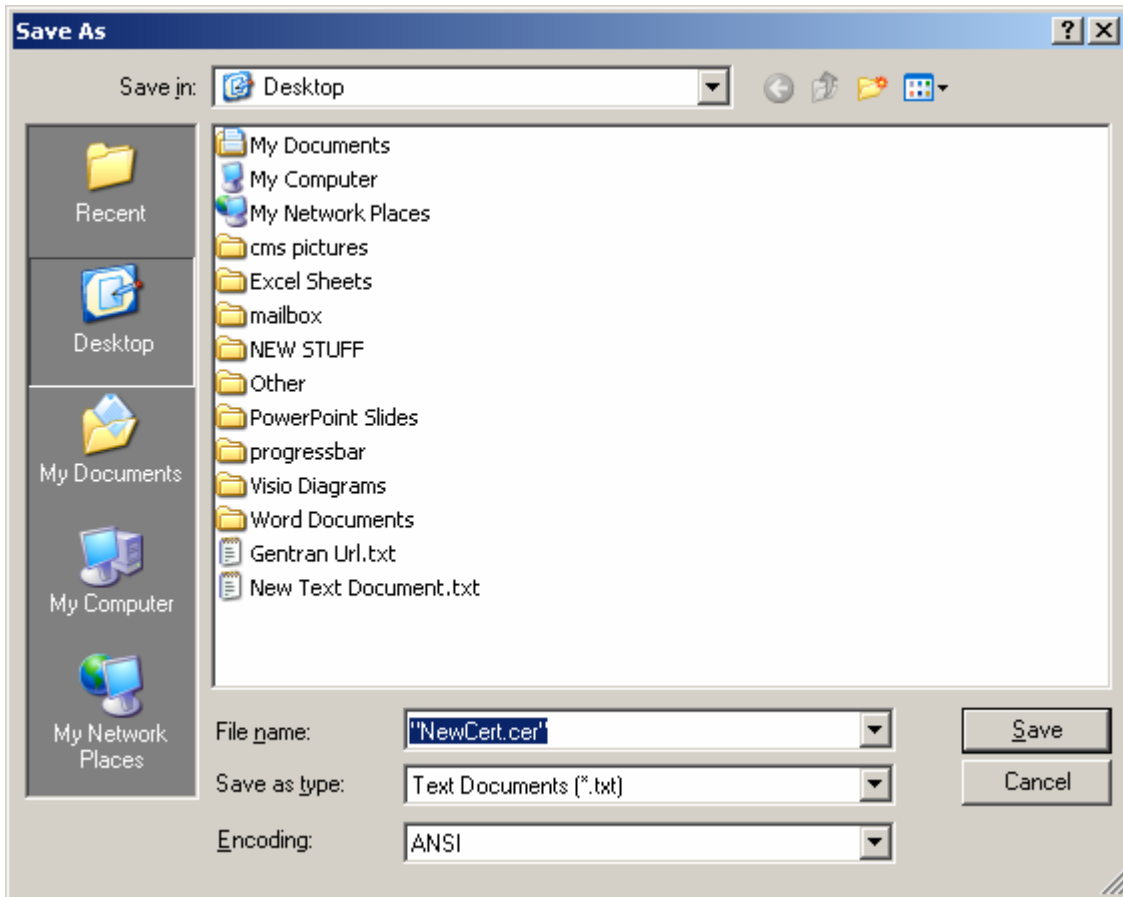 Save As
Save in:
Desktop
Recent
Desktop
My Documents
My Computer
My Network
Places
My Documents
My Computer
My Network Places
cms pictures
Excel Sheets
mailbox
NEW STUFF
Other
PowerPoint Slides
progressbar
Visio Diagrams
Word Documents
Gentran Url.txt
New Text Document.txt
File name:
"NewCert.cer"
Save
Save as type:
Text Documents (*.txt)
Cancel
Encoding:
ANSI